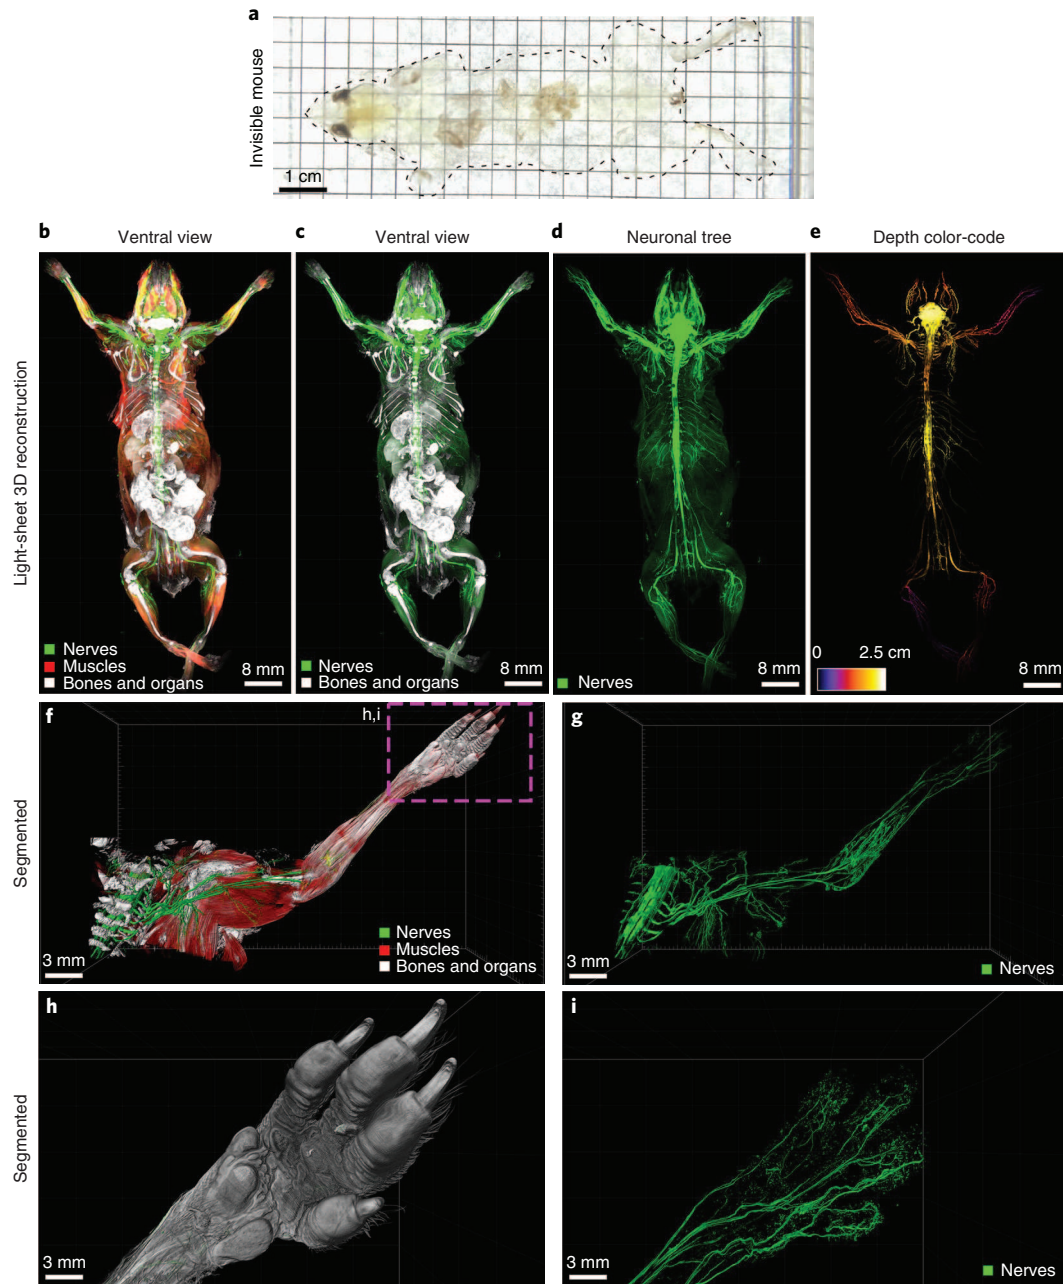 a
Invisible mouse
1 cm
b
Ventral view
c
Ventral view
d
Neuronal tree
e
Depth color-code
Light-sheet 3D reconstruction
Nerves
Muscles
Bones and organs
8 mm
Nerves
Bones and organs
8 mm
Nerves
8 mm
0 2.5 cm
8 mm
f
h,i
Segmented
Nerves
Muscles
Bones and organs
3 mm
g
3 mm
Nerves
h
Segmented
3 mm
i
3 mm
Nerves